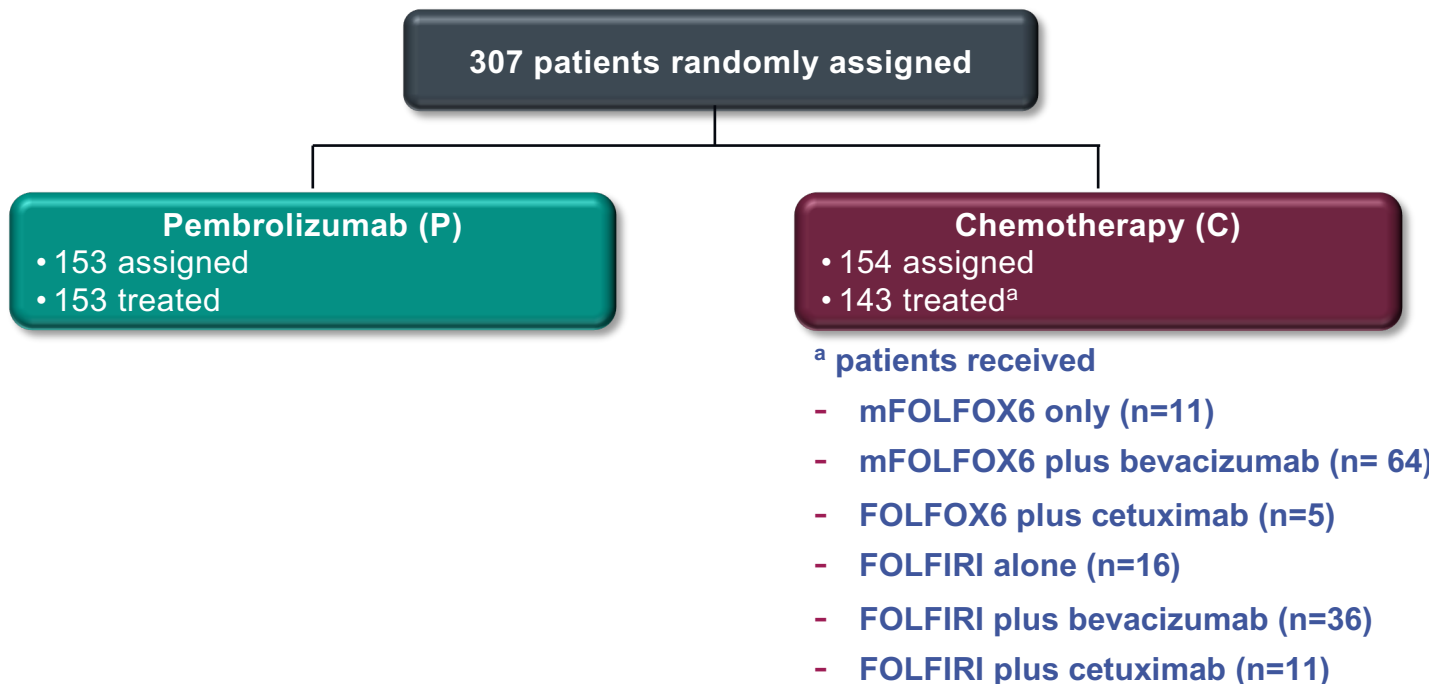 307 patients randomly assigned
Pembrolizumab (P)
• 153 assigned
• 153 treated
Chemotherapy (C)
• 154 assigned
• 143 treatedᵃ
ᵃ patients received
- mFOLFOX6 only (n=11)
- mFOLFOX6 plus bevacizumab (n= 64)
- FOLFOX6 plus cetuximab (n=5)
- FOLFIRI alone (n=16)
- FOLFIRI plus bevacizumab (n=36)
- FOLFIRI plus cetuximab (n=11)